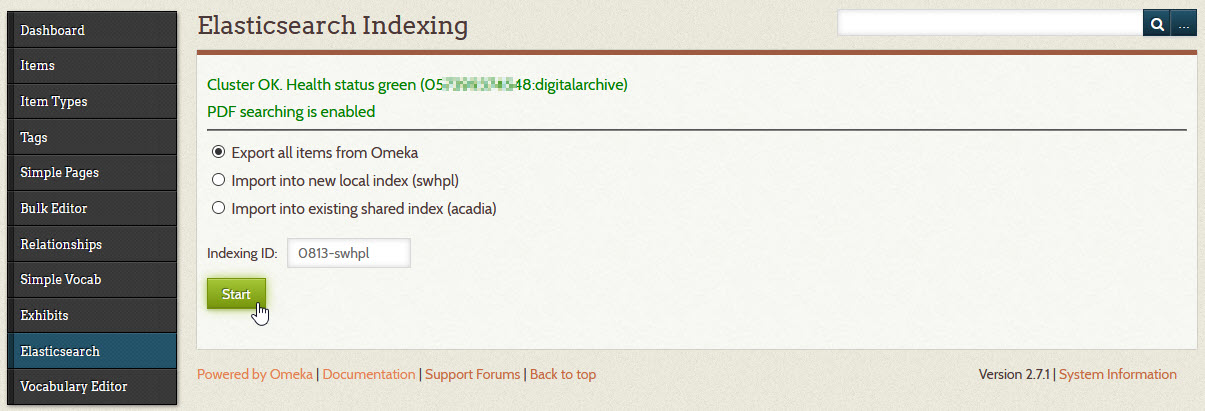 Dashboard
Items
Item Types
Tags
Simple Pages
Bulk Editor
Relationships
Simple Vocab
Exhibits
Elasticsearch
Vocabulary Editor
Elasticsearch Indexing
...
Cluster OK. Health status green (05 48:digitalarchive)
PDF searching is enabled
Export all items from Omeka
Import into new local index (swhpl)
Import into existing shared index (acadia)
Indexing ID: 0813-swhpl
Start
Powered by Omeka | Documentation | Support Forums | Back to top
Version 2.7.1 | System Information